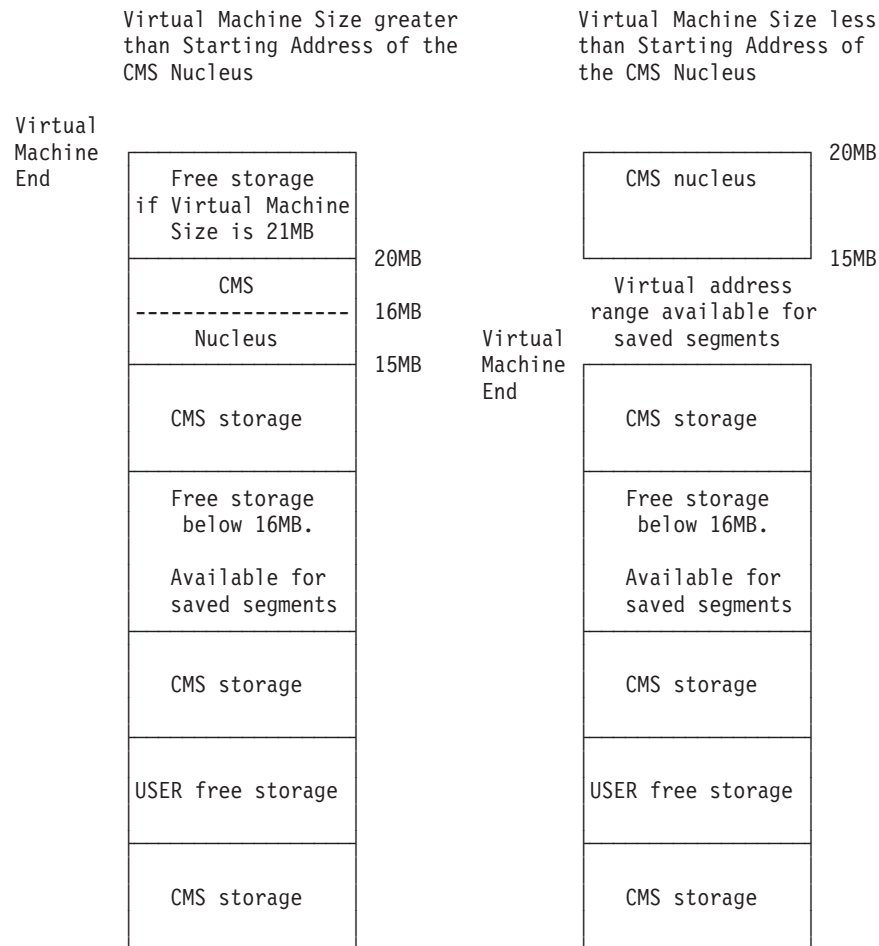 Virtual Machine Size greater
than Starting Address of the
CMS Nucleus
Virtual
Machine
End
Free storage
if Virtual Machine
Size is 21MB
20MB
CMS
16MB
Nucleus
15MB
CMS storage
Free storage
below 16MB.
Available for
saved segments
CMS storage
USER free storage
CMS storage
Virtual Machine Size less
than Starting Address of
the CMS Nucleus
20MB
CMS nucleus
15MB
Virtual address
range available for
saved segments
Virtual
Machine
End
CMS storage
Free storage
below 16MB.
Available for
saved segments
CMS storage
USER free storage
CMS storage